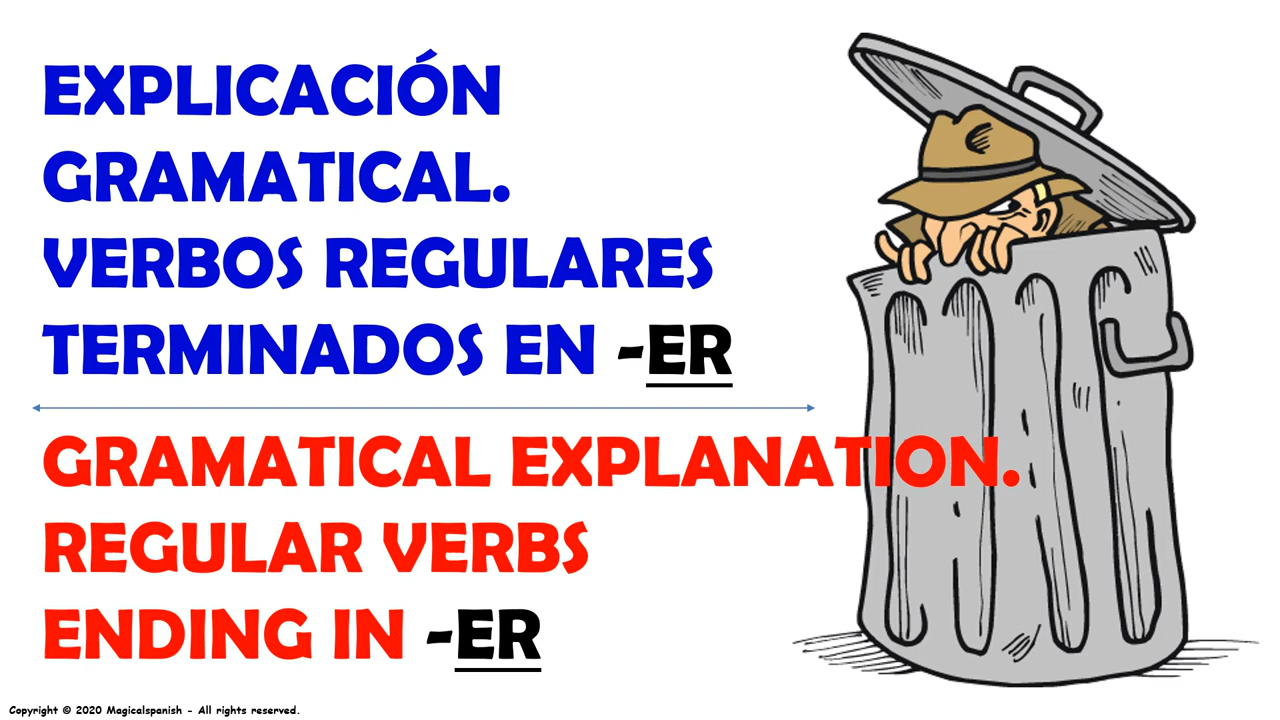 EXPLICACIÓN
GRAMATICAL.
VERBOS REGULARES
TERMINADOS EN -ER
GRAMATICAL EXPLANATION.
REGULAR VERBS
ENDING IN -ER
Copyright © 2020 Magicalspanish - All rights reserved.